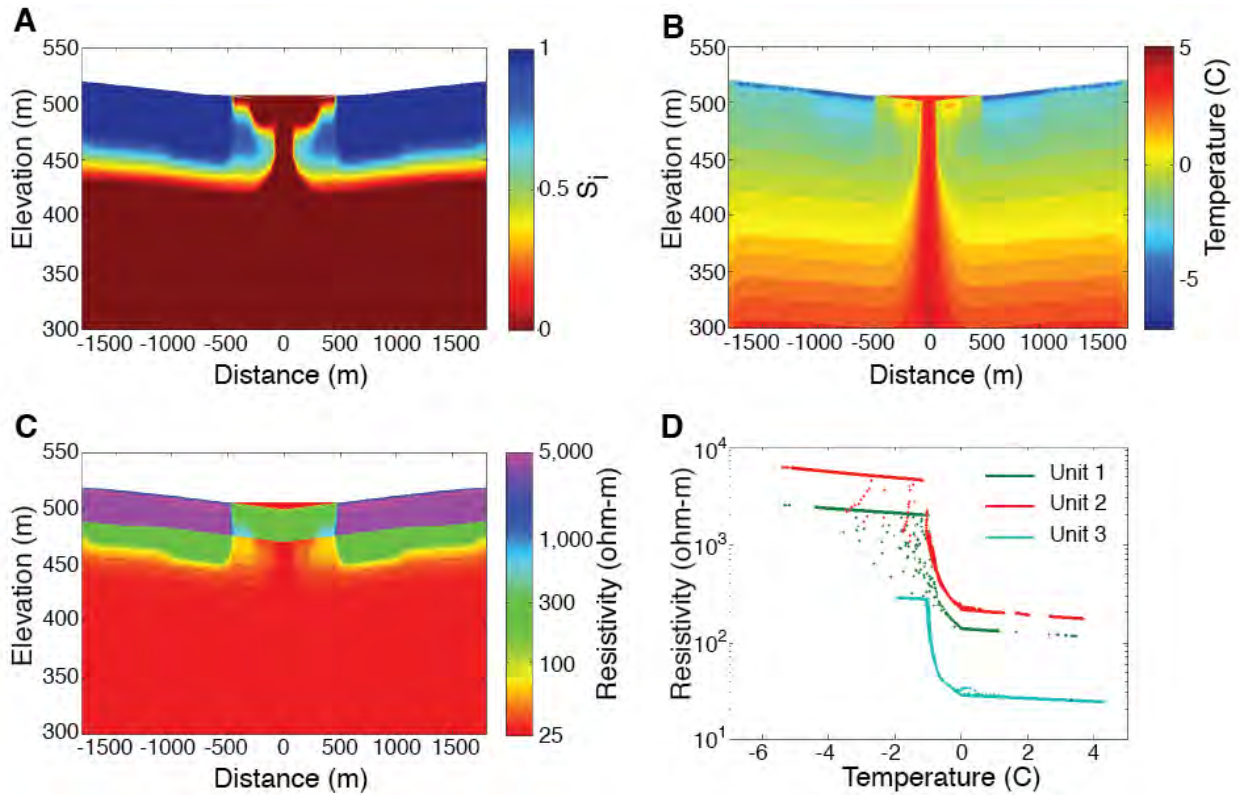 A
550
500
450
400
350
300
Elevation (m)
-1500 -1000 -500 0 500 1000 1500
Distance (m)
1
0.5
0
Si
B
550
500
450
400
350
300
Elevation (m)
-1500 -1000 -500 0 500 1000 1500
Distance (m)
5
0
-5
Temperature (C)
C
550
500
450
400
350
300
Elevation (m)
-1500 -1000 -500 0 500 1000 1500
Distance (m)
5,000
1,000
300
100
25
Resistivity (ohm-m)
D
10^4
10^3
10^2
10^1
Resistivity (ohm-m)
Unit 1
Unit 2
Unit 3
-6 -4 -2 0 2 4
Temperature (C)